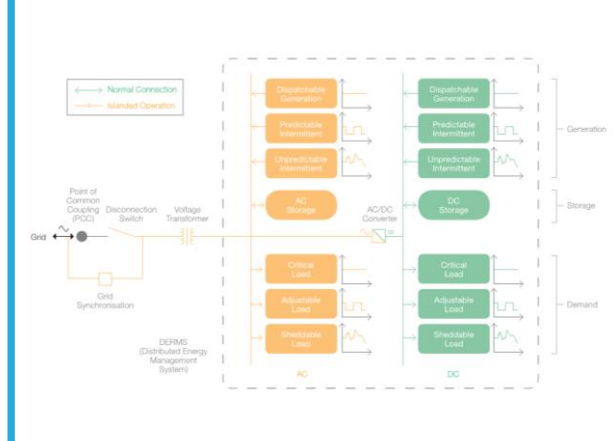 Normal Connection
Islanded Operation
Dispatchable
Generation
Predictable
Intermittent
Unpredictable
Intermittent
AC
Storage
Dispatchable
Generation
Predictable
Intermittent
Unpredictable
Intermittent
DC
Storage
Generation
Storage
Point of
Common
Coupling
(PCC)
Disconnection
Switch
Voltage
Transformer
AC/DC
Converter
Grid
Grid
Synchronisation
Critical
Load
Adjustable
Load
Sheddable
Load
Critical
Load
Adjustable
Load
Sheddable
Load
Demand
DERMS
(Distributed Energy
Management
System)
AC
DC